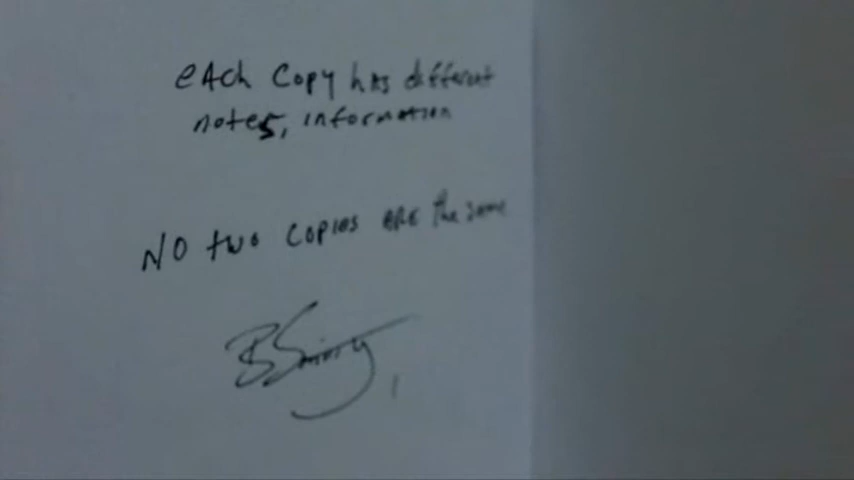 eAch Copy has different
notes, information
NO two copies ARE the same